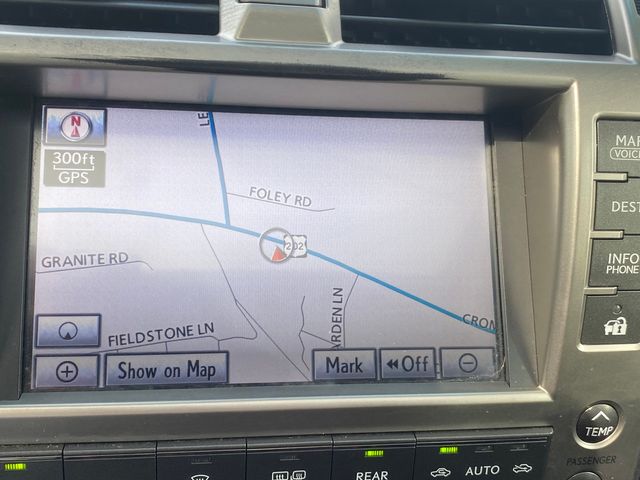 N
LE
MAP
VOICE
300ft
GPS
FOLEY RD
DEST
202
GRANITE RD
INFO
PHONE
ARDEN LN
CROM
FIELDSTONE LN
Show on Map
Mark
Off
TEMP
PASSENGER
REAR
AUTO